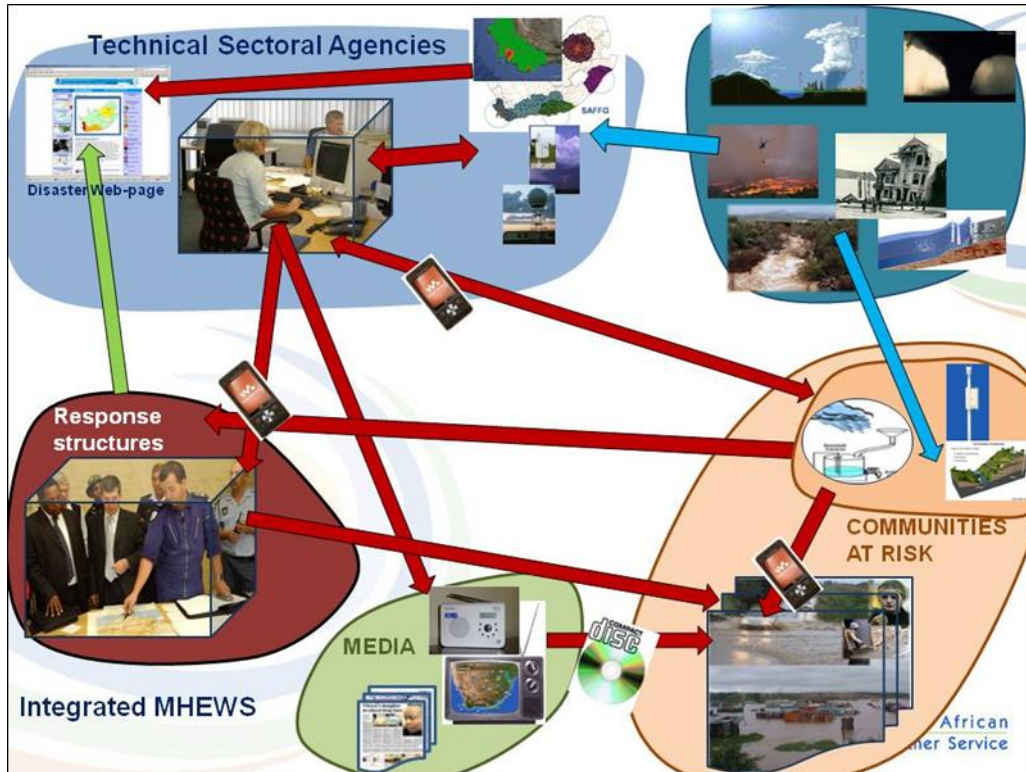 Technical Sectoral Agencies
SAFFG
Disaster Web-page
Response
structures
COMMUNITIES
AT RISK
MEDIA
COMPACT
disc
Integrated MHEWS
African
Service